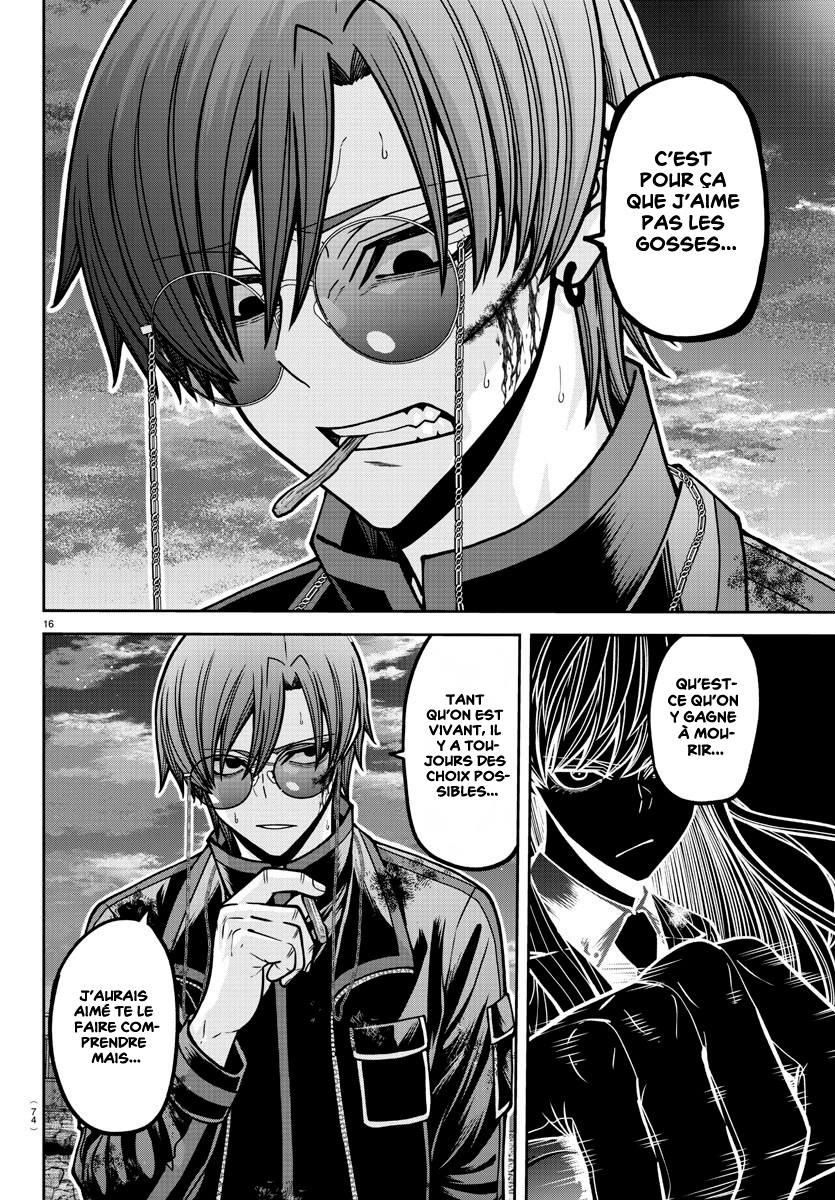 C'EST
POUR ÇA
QUE J'AIME
PAS LES
GOSSES...
16
QU'EST-
CE QU'ON
Y GAGNE
À MOU-
RIR...
TANT
QU'ON EST
VIVANT, IL
Y A TOU-
JOURS DES
CHOIX POS-
SIBLES...
J'AURAIS
AIMÉ TE LE
FAIRE COM-
PRENDRE
MAIS...
(74)